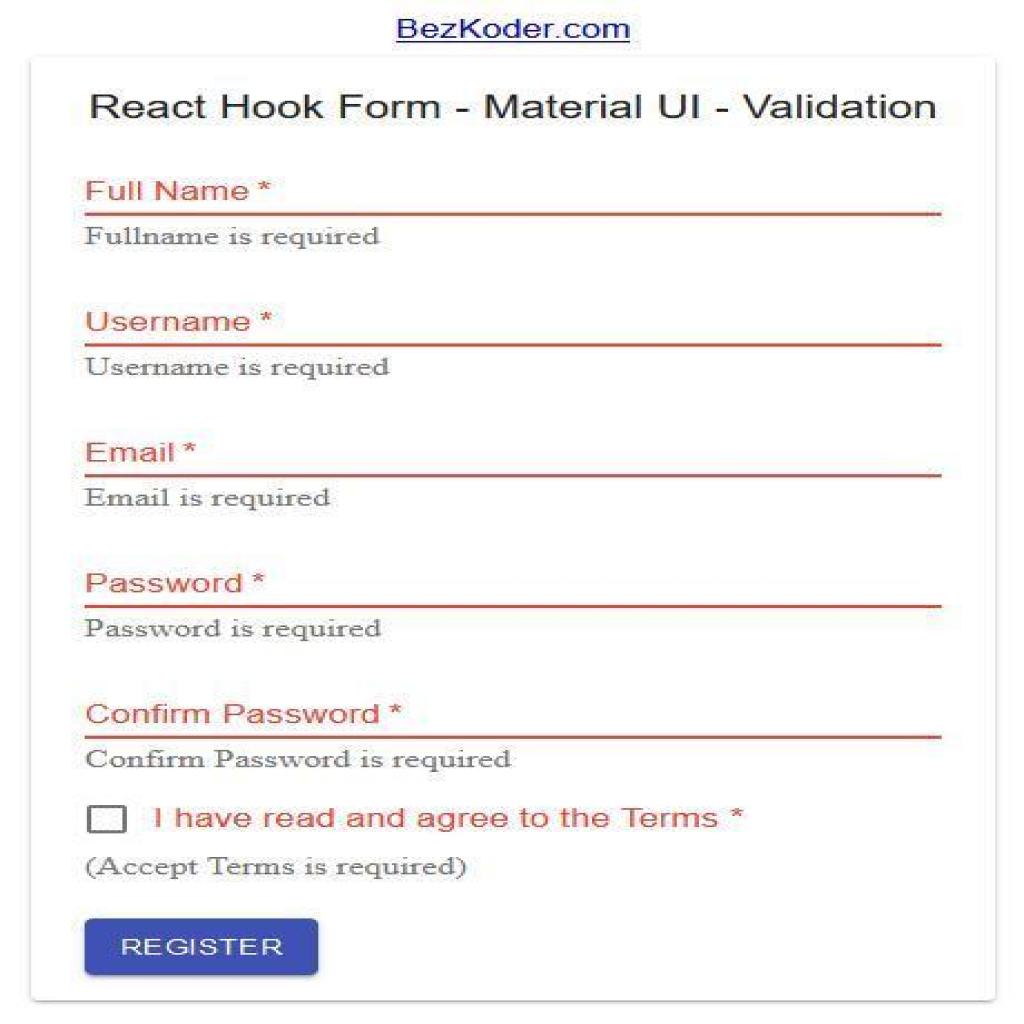 BezKoder.com
React Hook Form - Material UI - Validation
Full Name *
Fullname is required
Username *
Username is required
Email *
Email is required
Password *
Password is required
Confirm Password *
Confirm Password is required
I have read and agree to the Terms *
(Accept Terms is required)
REGISTER